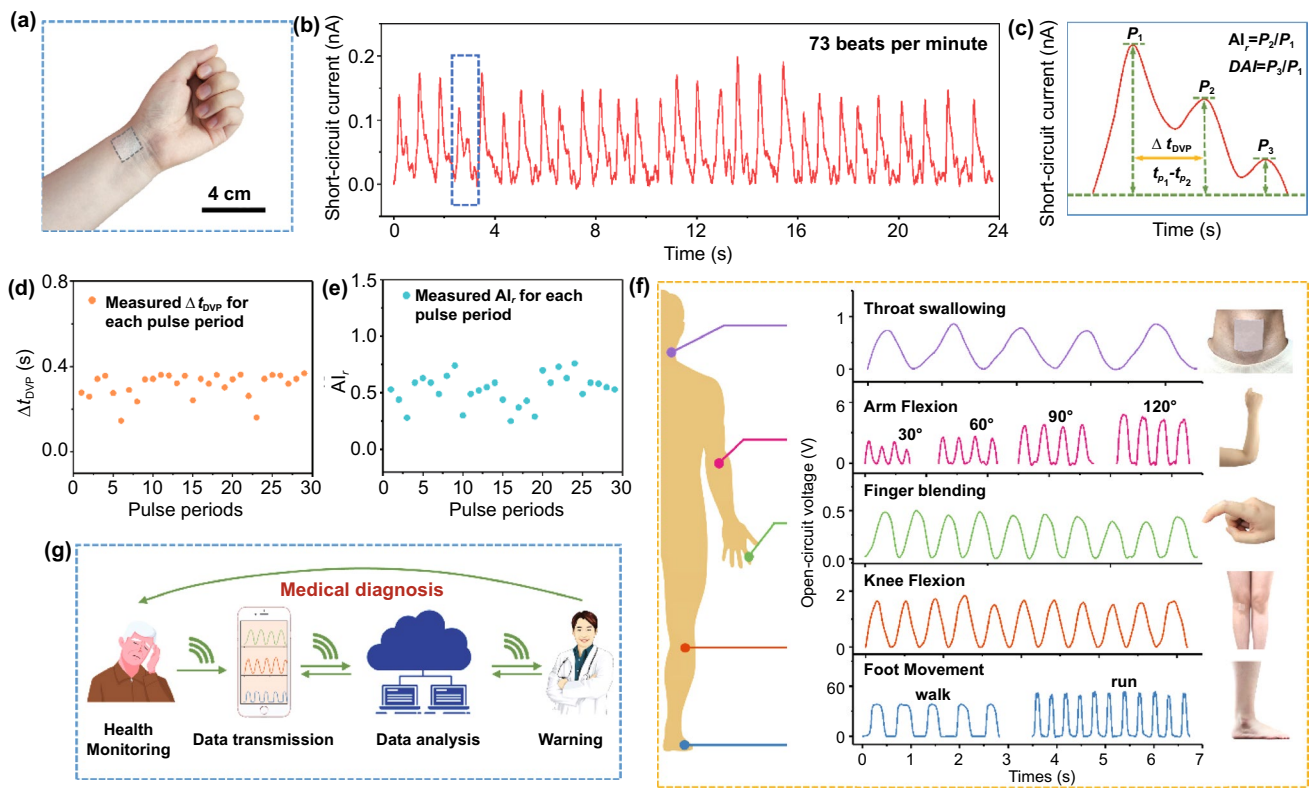 (a)
4 cm
(b)
73 beats per minute
Short-circuit current (nA)
0.2
0.1
0.0
0 4 8 12 16 20 24
Time (s)
(c)
Short-circuit current (nA)
P1
P2
P3
AIr=P2/P1
DAI=P3/P1
Δ tDVP
tP1-tP2
Time (s)
(d)
Measured ΔtDVP for
each pulse period
ΔtDVP (s)
0.8
0.4
0.0
0 5 10 15 20 25 30
Pulse periods
(e)
Measured AIr for each
pulse period
AIr
1.5
1.0
0.5
0.0
0 5 10 15 20 25 30
Pulse periods
(f)
Open-circuit voltage (V)
Throat swallowing
1
0
Arm Flexion
6
3
0
30°
60°
90°
120°
Finger blending
0.5
0.0
Knee Flexion
2
0
Foot Movement
60
0
walk
run
0 1 2 3 4 5 6 7
Times (s)
(g)
Medical diagnosis
Health
Monitoring
Data transmission
Data analysis
Warning